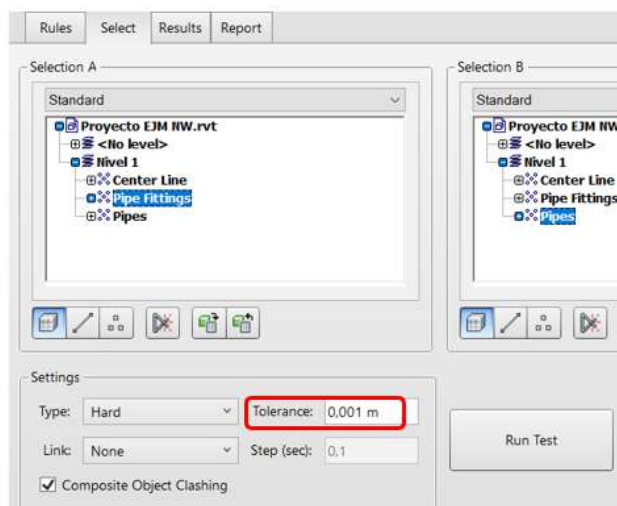 Rules Select Results Report
Selection A
Standard
Proyecto EJM NW.rvt
<No level>
Nivel 1
Center Line
Pipe Fittings
Pipes
Selection B
Standard
Proyecto EJM NW
<No level>
Nivel 1
Center Line
Pipe Fittings
Pipes
Settings
Type: Hard Tolerance: 0,001 m
Link: None Step (sec): 0,1
Composite Object Clashing
Run Test